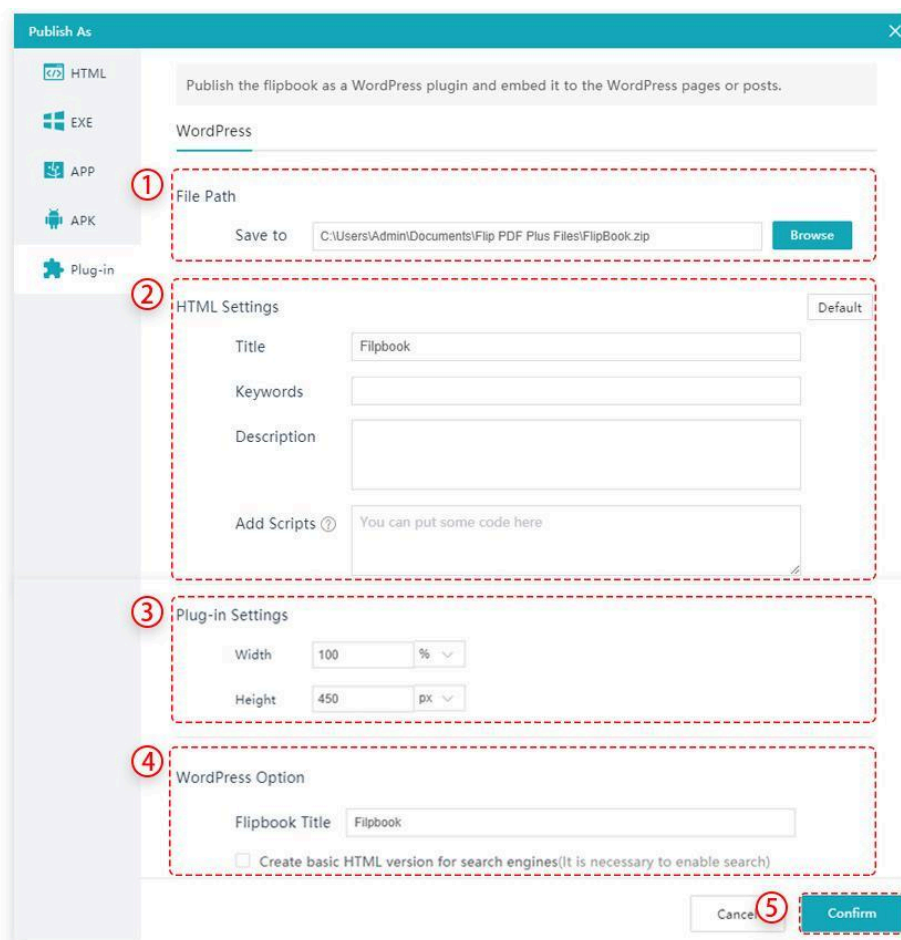 Publish As
HTML
EXE
APP
APK
Plug-in
Publish the flipbook as a WordPress plugin and embed it to the WordPress pages or posts.
WordPress
①
File Path
Save to C:\Users\Admin\Documents\Flip PDF Plus Files\FlipBook.zip Browse
②
HTML Settings Default
Title Filpbook
Keywords
Description
Add Scripts ? You can put some code here
③
Plug-in Settings
Width 100 %
Height 450 px
④
WordPress Option
Flipbook Title Filpbook
Create basic HTML version for search engines(It is necessary to enable search)
Cancel ⑤ Confirm